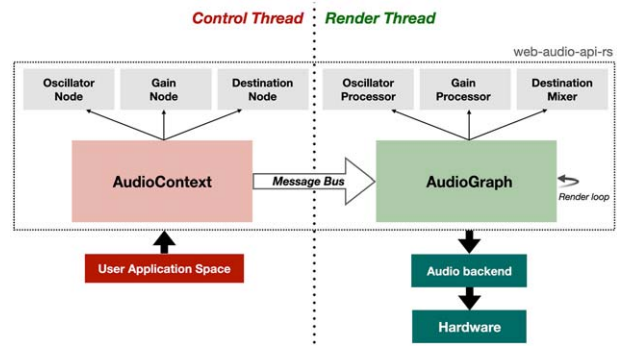 Control Thread
Render Thread
web-audio-api-rs
Oscillator
Node
Gain
Node
Destination
Node
Oscillator
Processor
Gain
Processor
Destination
Mixer
AudioContext
Message Bus
AudioGraph
Render loop
User Application Space
Audio backend
Hardware